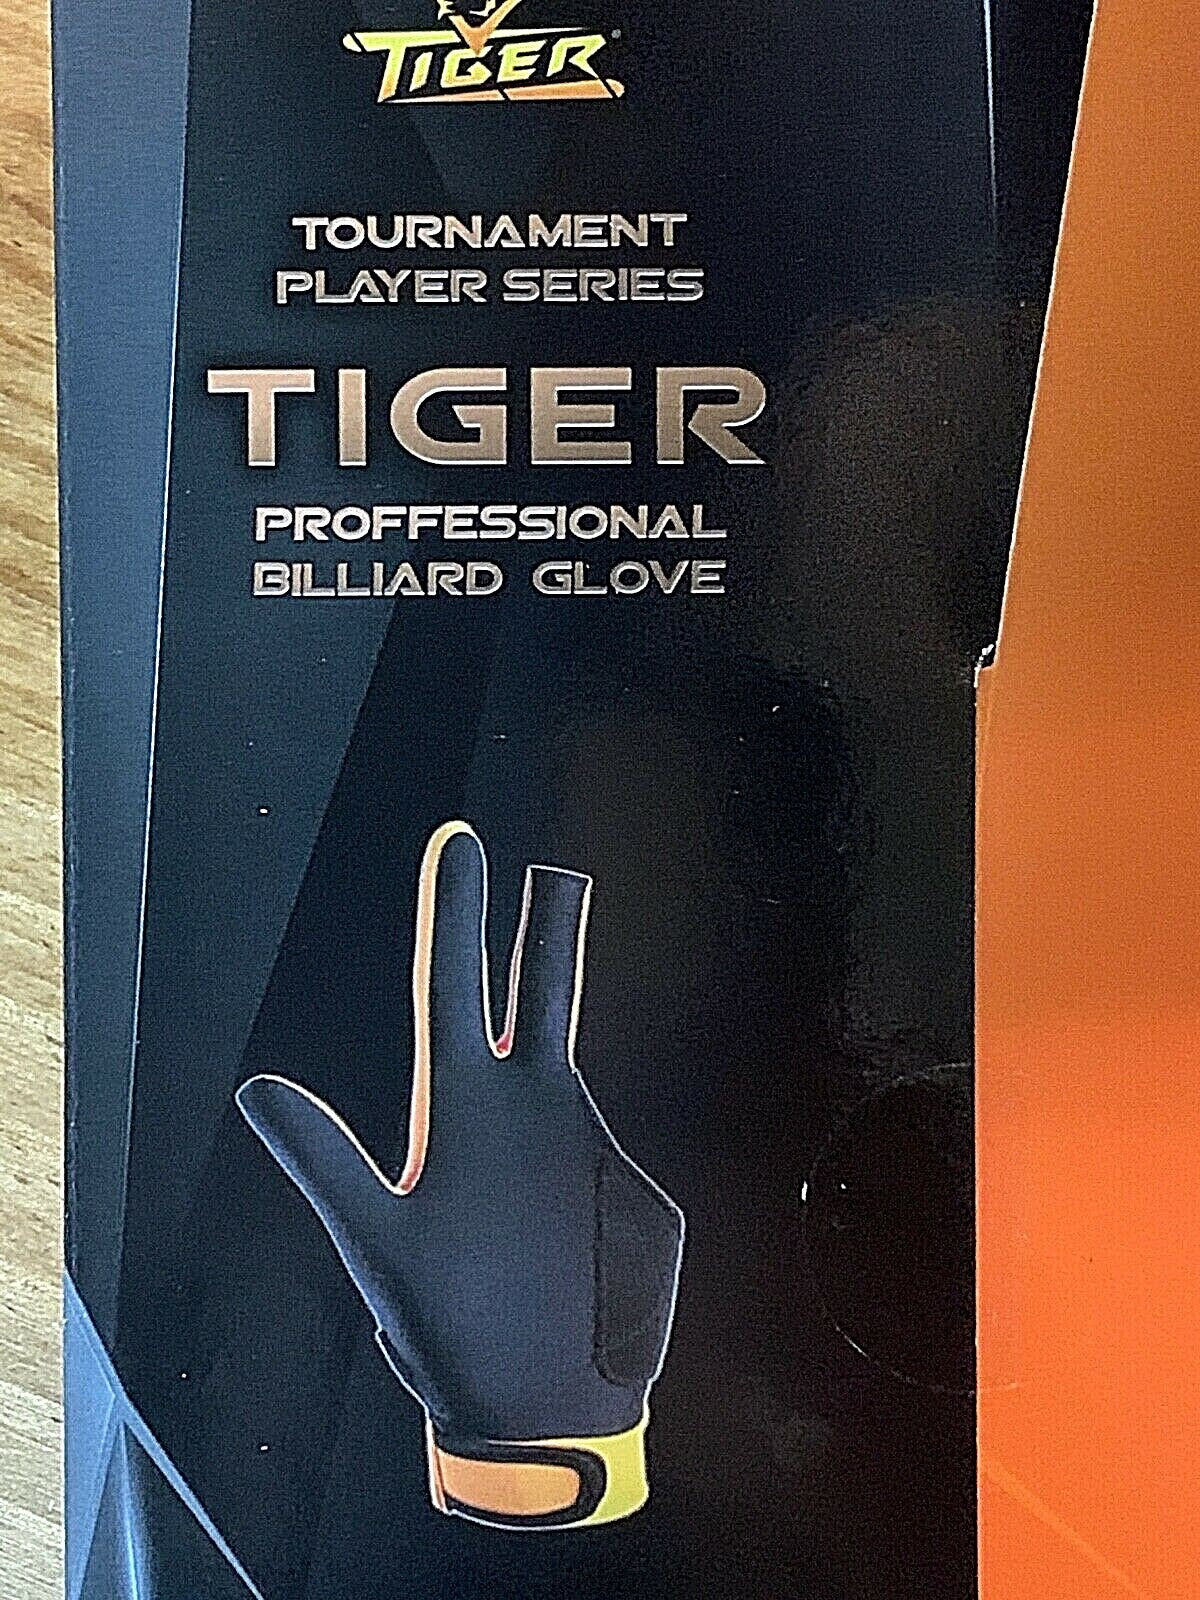 TIGER
TOURNAMENT
PLAYER SERIES
TIGER
PROFFESSIONAL
BILLIARD GLOVE